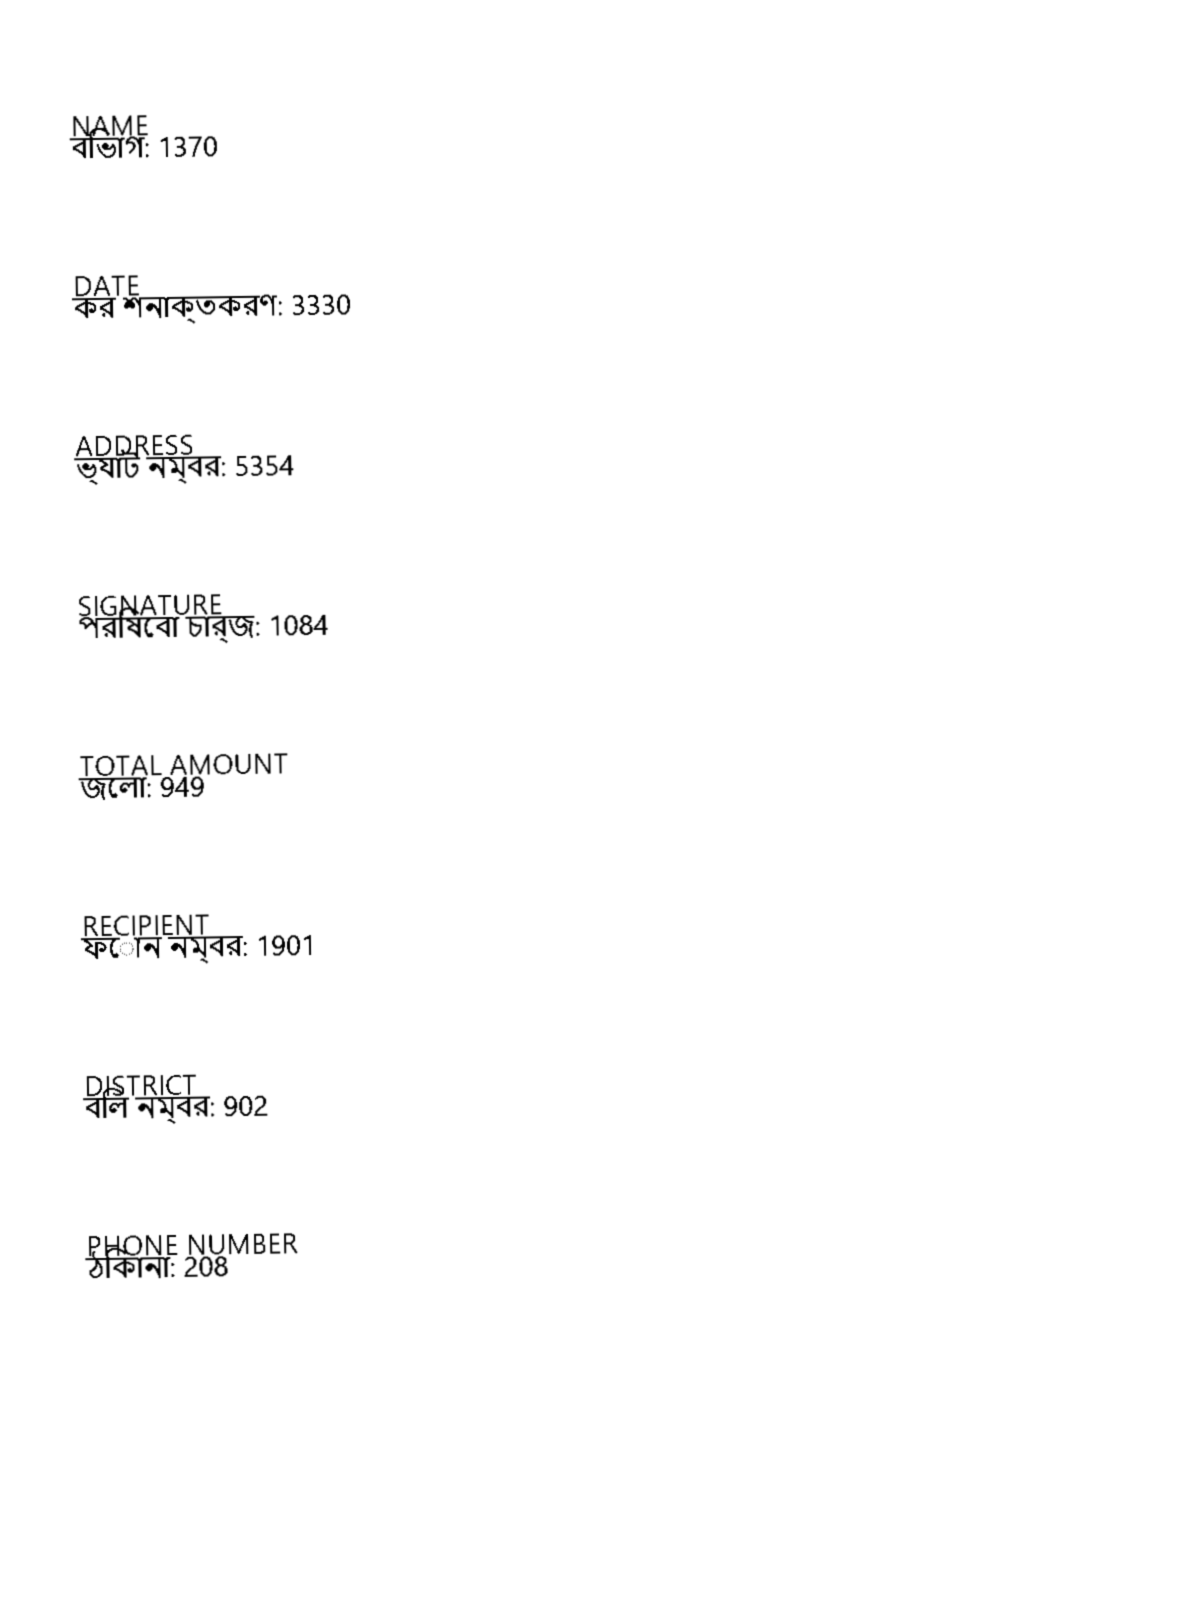 NAME
বিভাগ: 1370
DATE
কর শনাক্তকরণ: 3330
ADDRESS
ভ্যাট নম্বর: 5354
SIGNATURE
পরিষেবা চার্জ: 1084
TOTAL AMOUNT
জেলা: 949
RECIPIENT
ফোন নম্বর: 1901
DISTRICT
বিল নম্বর: 902
PHONE NUMBER
ঠিকানা: 208